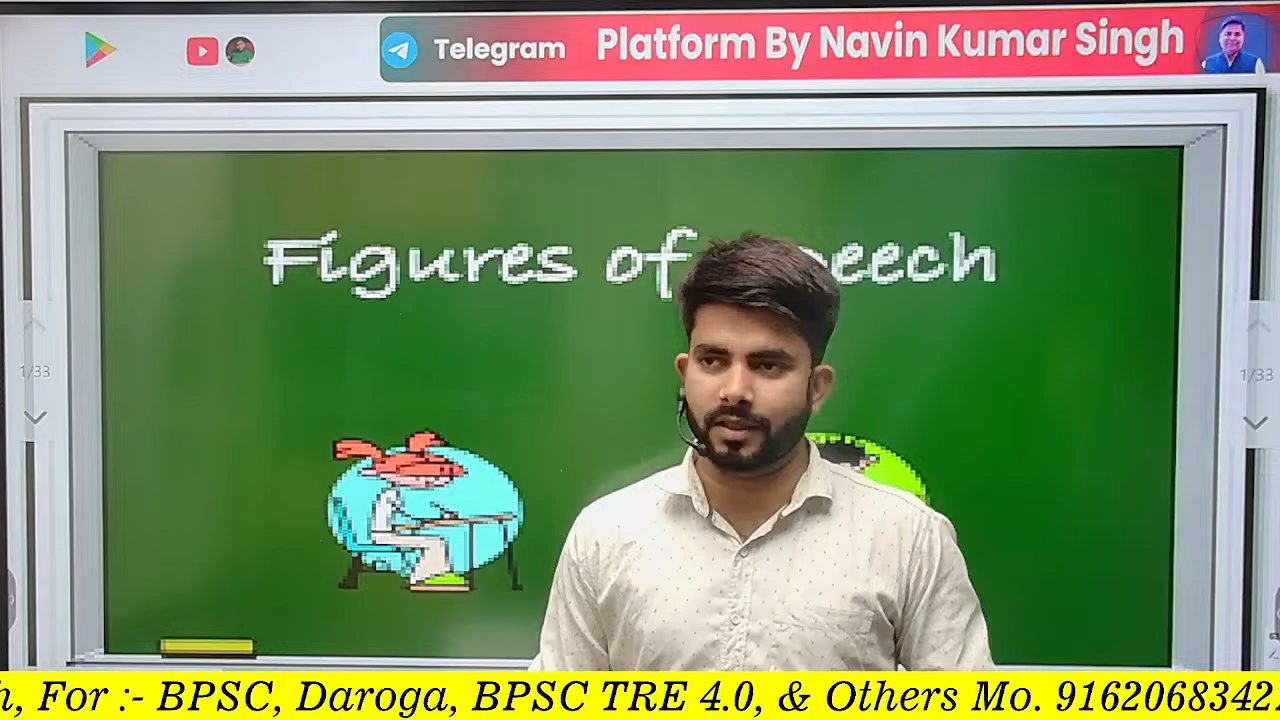 Telegram Platform By Navin Kumar Singh
Figures of
1/33 1/33
For :- BPSC, Daroga, BPSC TRE 4.0, & Others Mo. 9162068342